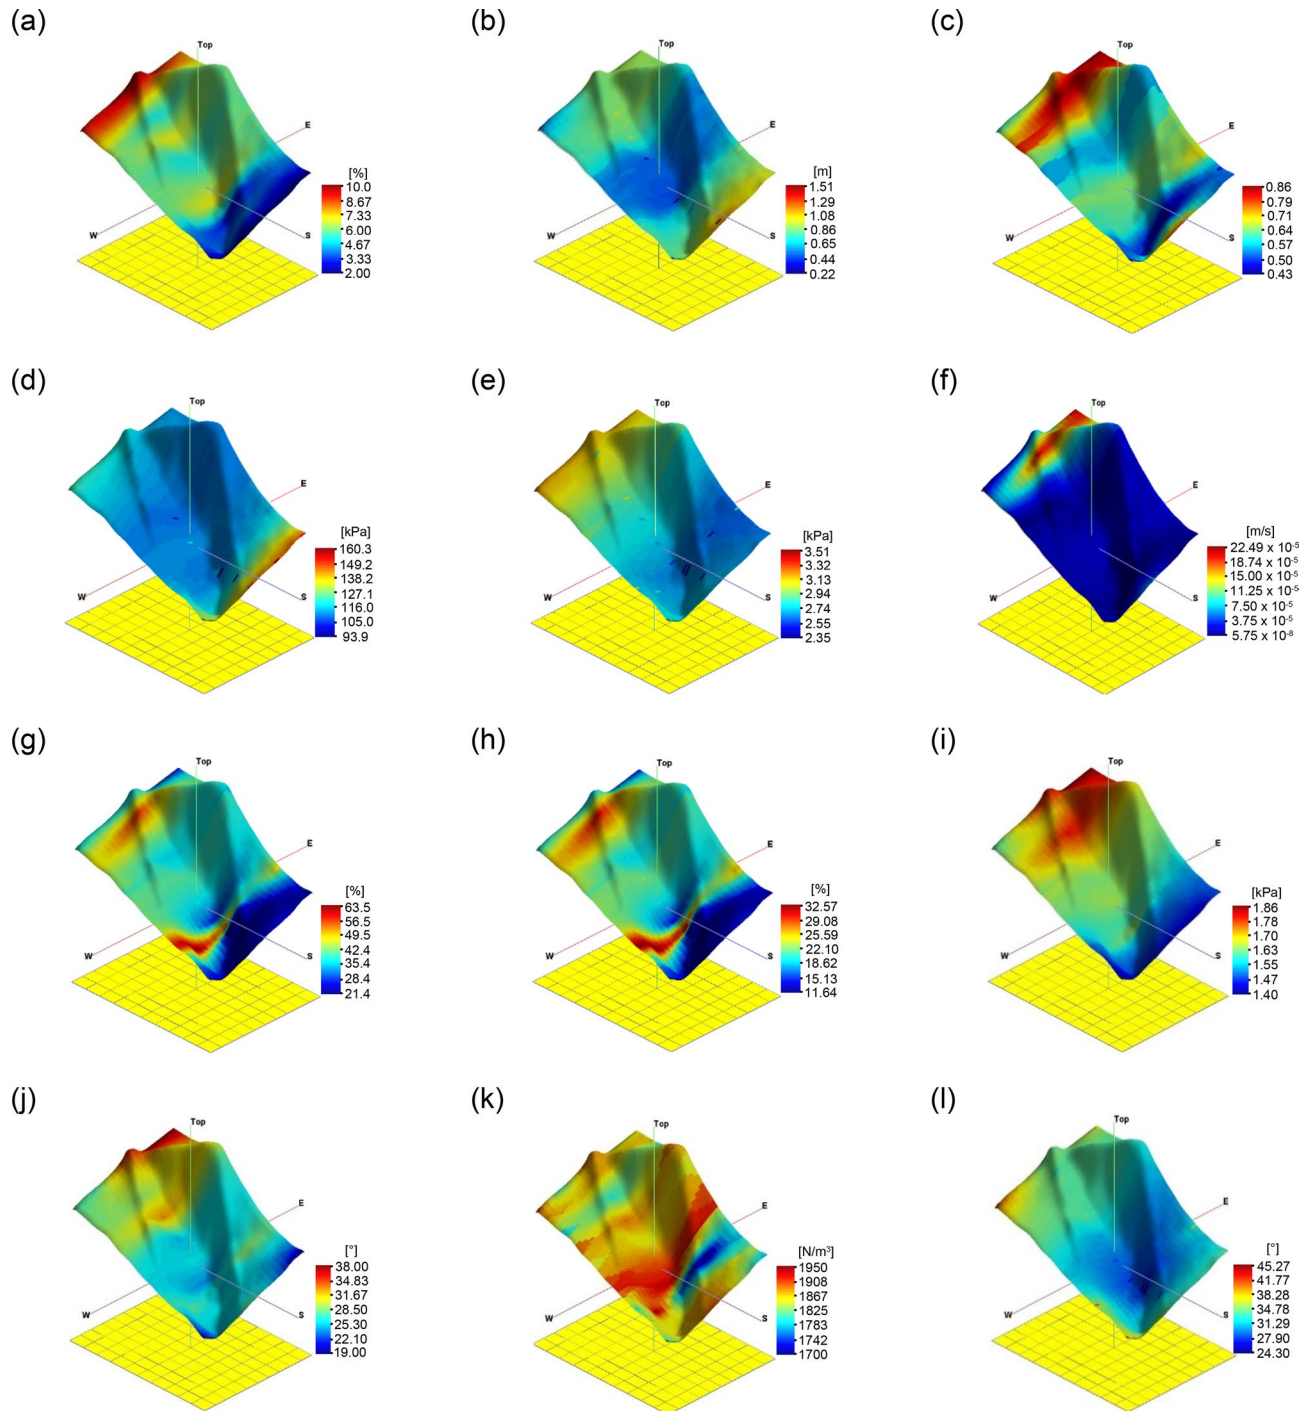 (a)
Top
E
W
S
[%]
10.0
8.67
7.33
6.00
4.67
3.33
2.00
(b)
Top
E
W
S
[m]
1.51
1.29
1.08
0.86
0.65
0.44
0.22
(c)
Top
E
W
S
0.86
0.79
0.71
0.64
0.57
0.50
0.43
(d)
Top
E
W
S
[kPa]
160.3
149.2
138.2
127.1
116.0
105.0
93.9
(e)
Top
E
W
S
[kPa]
3.51
3.32
3.13
2.94
2.74
2.55
2.35
(f)
Top
E
W
S
[m/s]
22.49 x 10⁻⁵
18.74 x 10⁻⁵
15.00 x 10⁻⁵
11.25 x 10⁻⁵
7.50 x 10⁻⁵
3.75 x 10⁻⁵
5.75 x 10⁻⁸
(g)
Top
E
W
S
[%]
63.5
56.5
49.5
42.4
35.4
28.4
21.4
(h)
Top
E
W
S
[%]
32.57
29.08
25.59
22.10
18.62
15.13
11.64
(i)
Top
E
W
S
[kPa]
1.86
1.78
1.70
1.63
1.55
1.47
1.40
(j)
Top
E
W
S
[°]
38.00
34.83
31.67
28.50
25.30
22.10
19.00
(k)
Top
E
W
S
[N/m³]
1950
1908
1867
1825
1783
1742
1700
(l)
Top
E
W
S
[°]
45.27
41.77
38.28
34.78
31.29
27.90
24.30